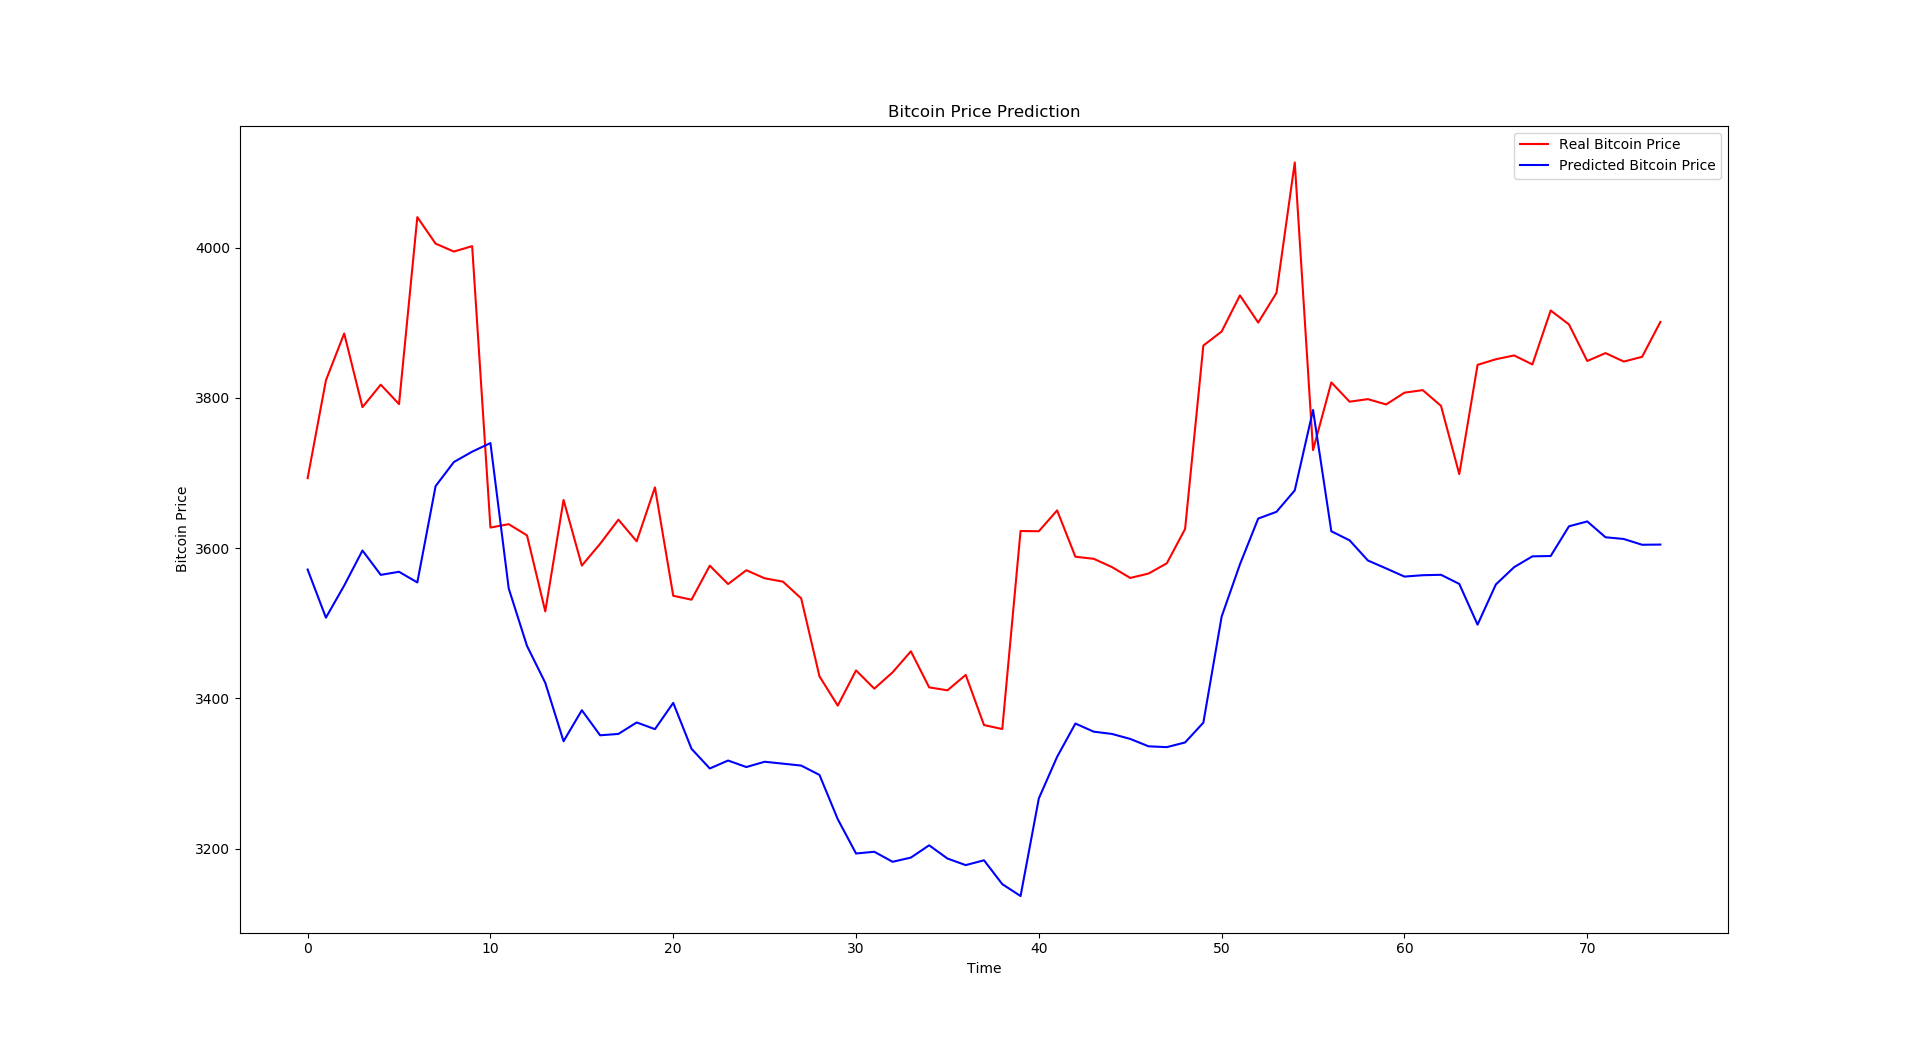 Bitcoin Price Prediction
Real Bitcoin Price
Predicted Bitcoin Price
Bitcoin Price
4000
3800
3600
3400
3200
0 10 20 30 40 50 60 70
Time